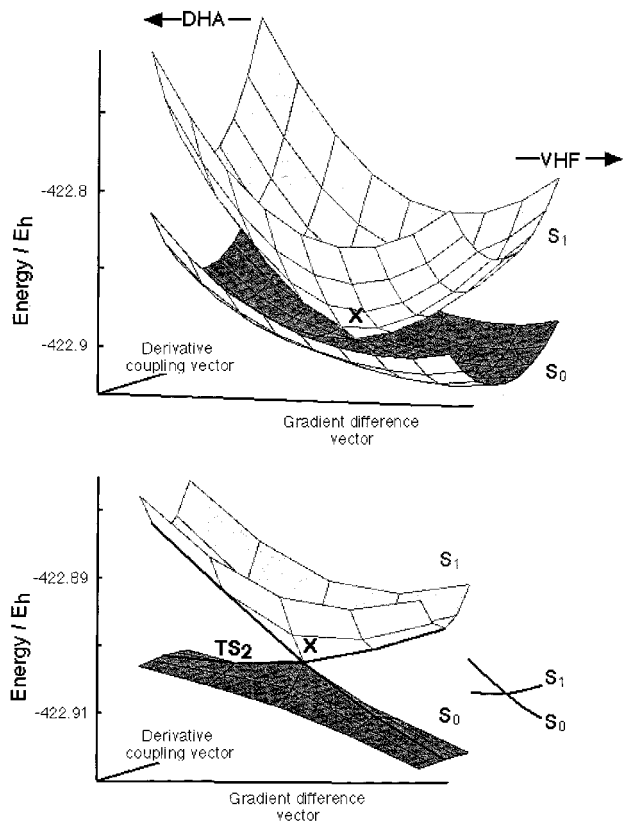 DHA
VHF
-422.8
S₁
Energy / Eₕ
X
-422.9
Derivative
coupling vector
S₀
Gradient difference
vector
S₁
-422.89
TS₂
X
Energy / Eₕ
S₁
S₀
S₀
-422.91
Derivative
coupling vector
Gradient difference
vector